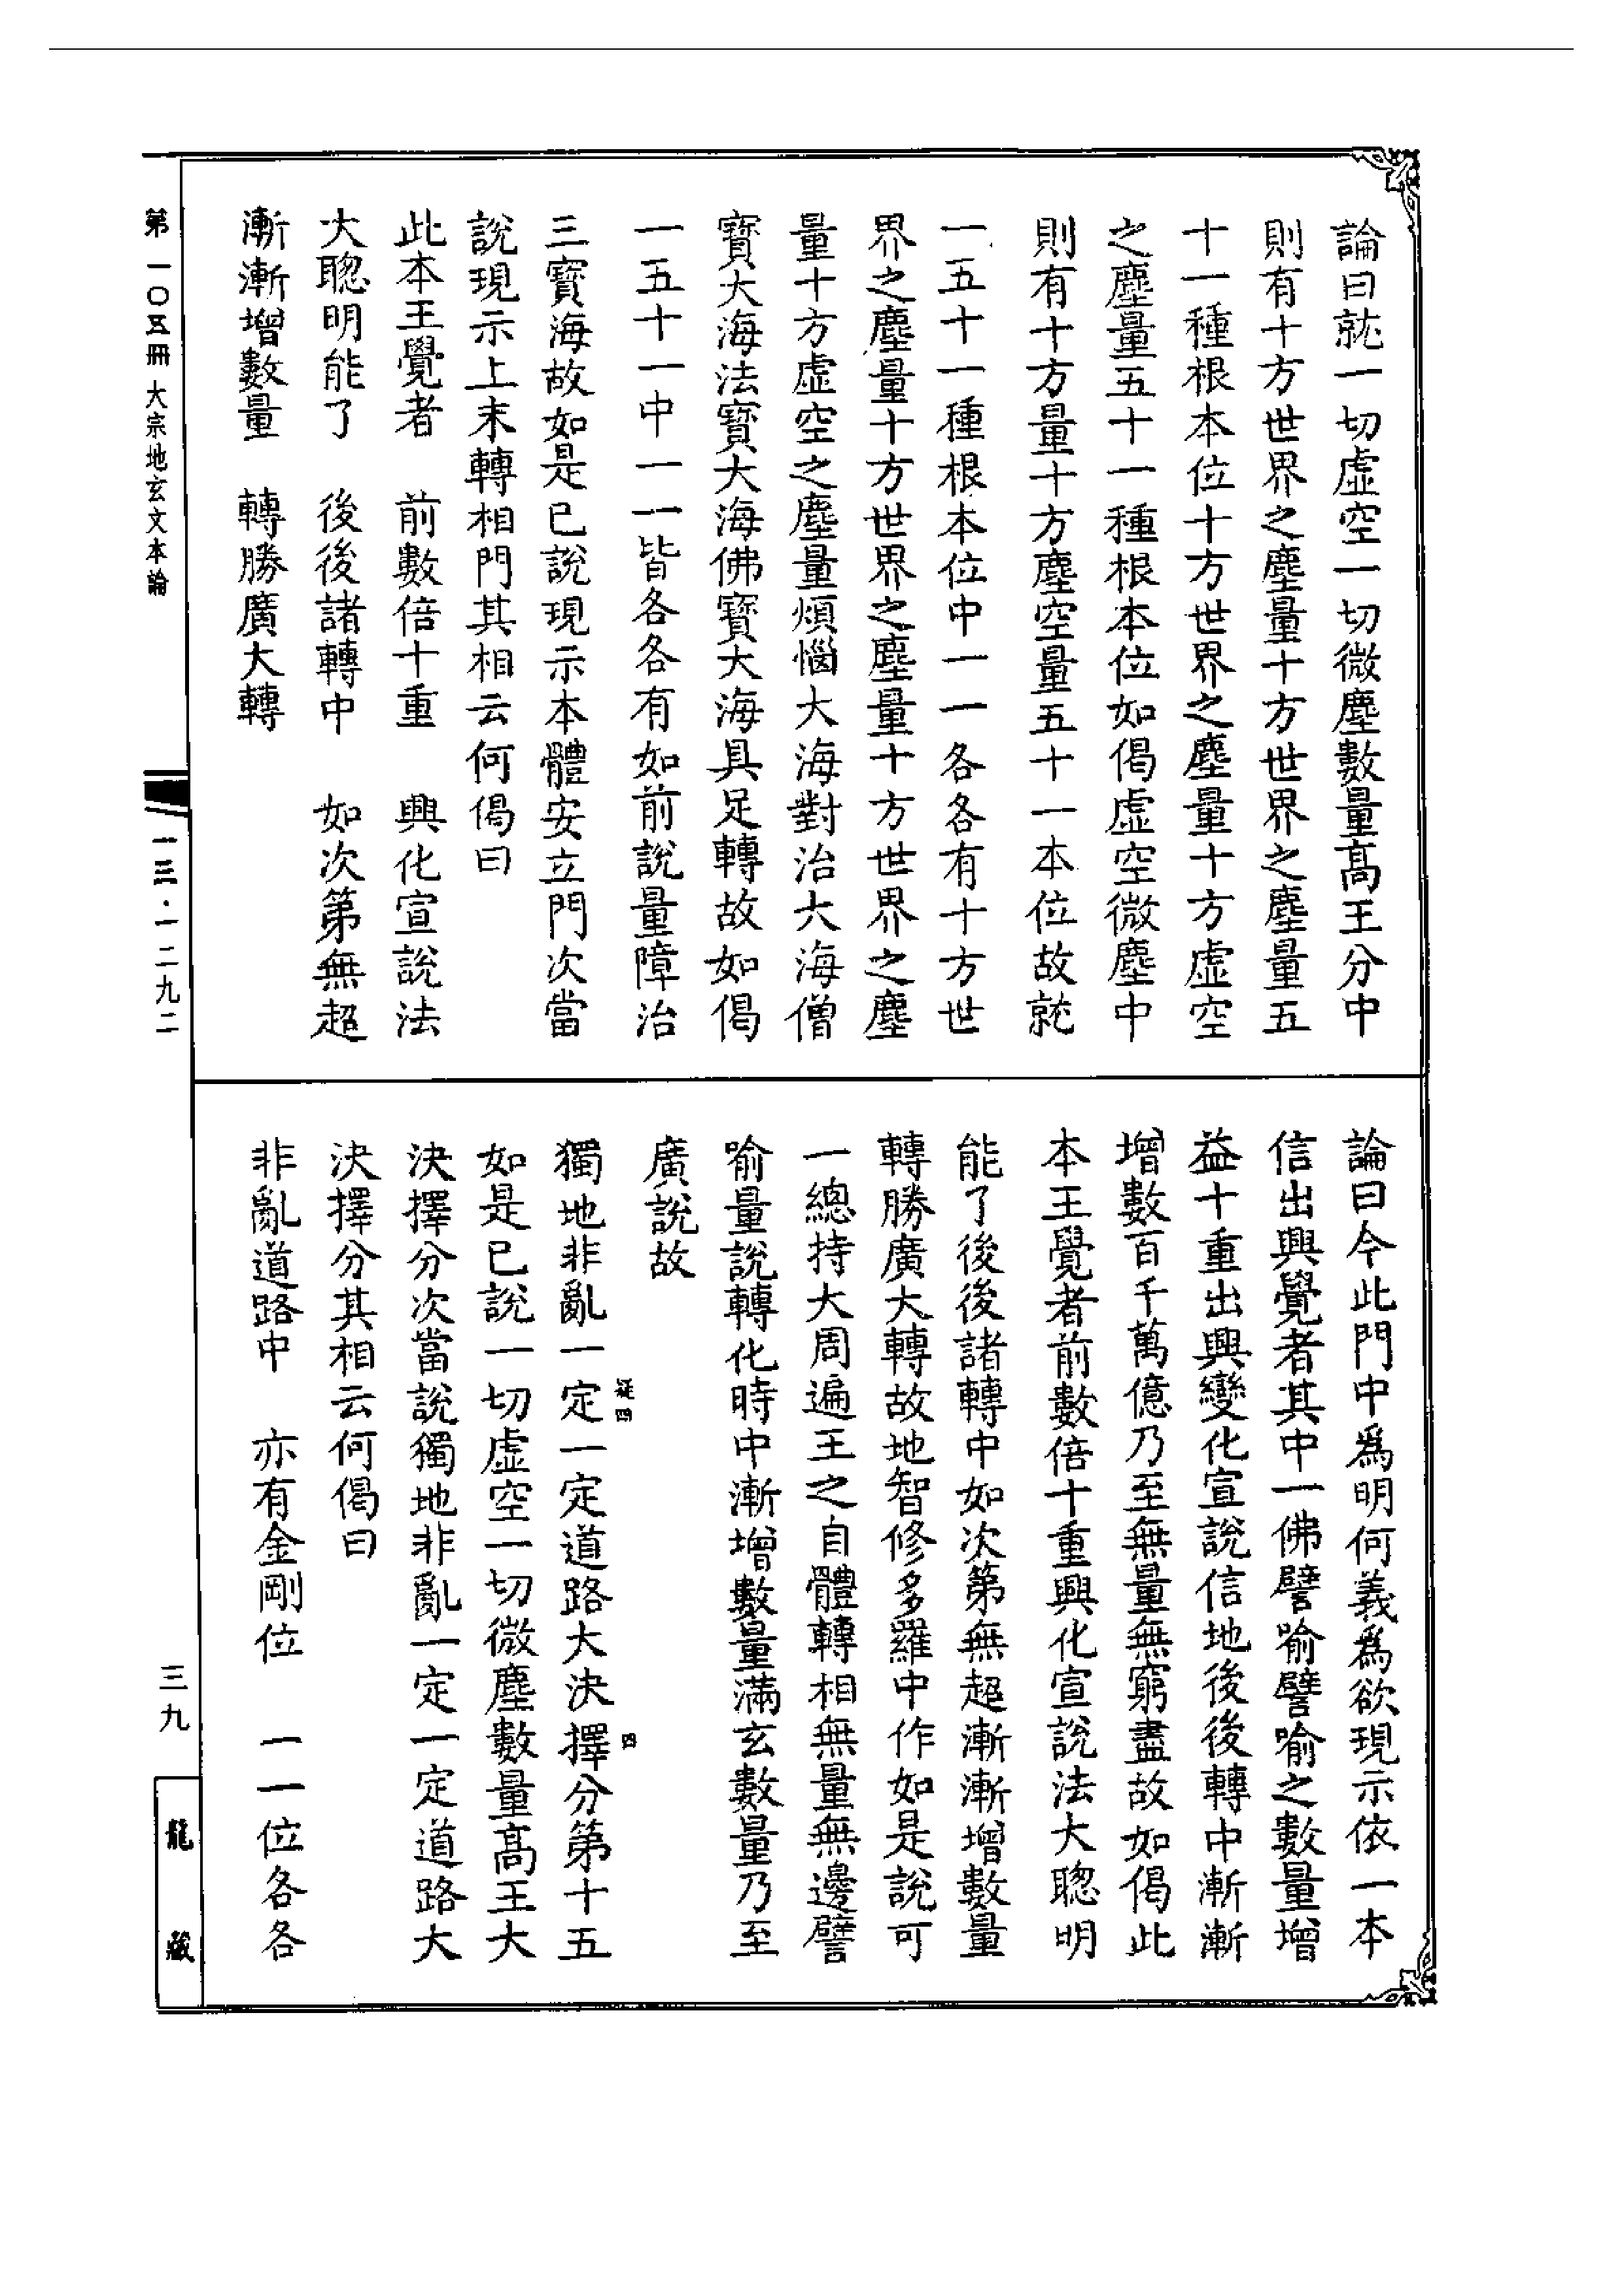 論曰就一切虛空一切微塵數量高王分中
則有十方世界之塵量十方世界之塵量五
十一種根本位十方世界之塵量十方虛空
之塵量五十一種根本位如偈虛空微塵中
則有十方量十方塵空量五十一本位故就
一五十一種根本位中一一各各有十方世
界之塵量十方世界之塵量十方世界之塵
量十方虛空之塵量煩惱大海對治大海僧
寶大海法寶大海佛寶大海具足轉故如偈
一五十一中一一皆各各有如前說量障治
三寶海故如是已說現示本體安立門次當
說現示上末轉相門其相云何偈曰
此本王覺者　前數倍十重　興化宣說法
大聰明能了　後後諸轉中　如次第無超
漸漸增數量　轉勝廣大轉
論曰今此門中爲明何義爲欲現示依一本
信出興覺者其中一佛譬喻譬喻之數量增
益十重出興變化宣說信地後後轉中漸漸
增數百千萬億乃至無量無窮盡故如偈此
本王覺者前數倍十重興化宣說法大聰明
能了後後諸轉中如次第無超漸漸增數量
轉勝廣大轉故地智修多羅中作如是說可
一總持大周遍王之自體轉相無量無邊譬
喻量說轉化時中漸增數量滿玄數量乃至
廣說故
獨地非亂一定一定道路大決擇分第十五
疑四
四
如是已說一切虛空一切微塵數量高王大
決擇分次當說獨地非亂一定一定道路大
決擇分其相云何偈曰
非亂道路中　亦有金剛位　一一位各各
第一〇五冊 大宗地玄文本論
一三·一二九二
三九
龍藏